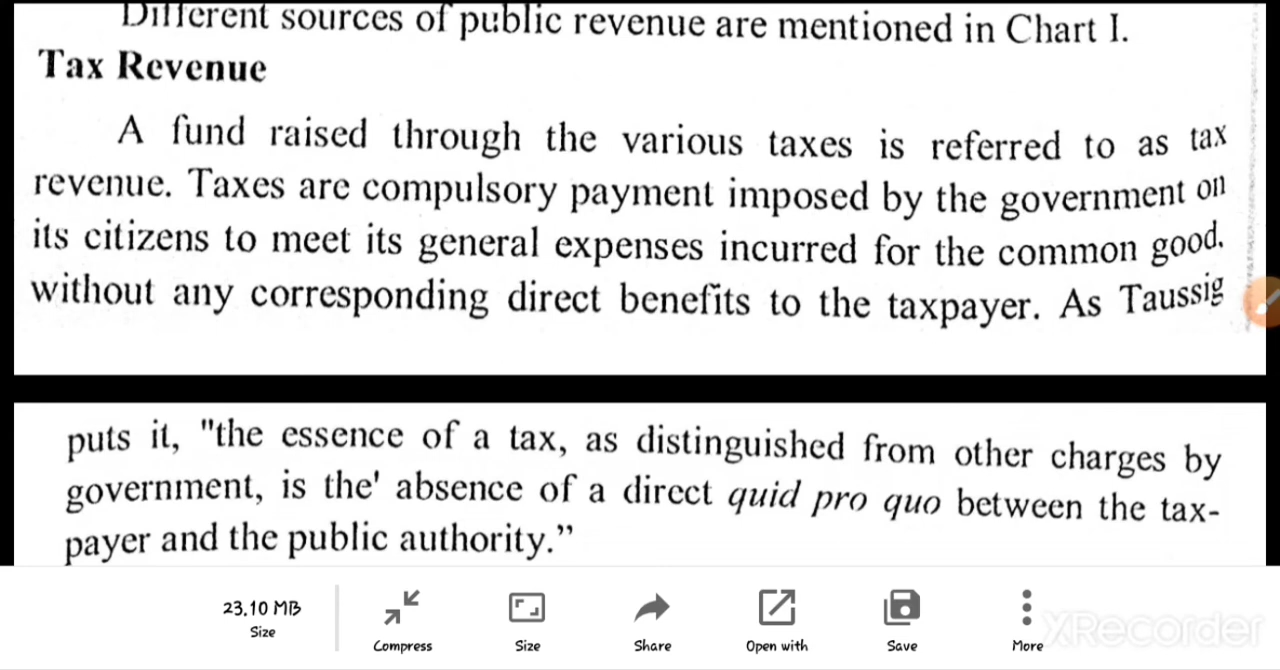 Different sources of public revenue are mentioned in Chart I.
Tax Revenue
A fund raised through the various taxes is referred to as tax
revenue. Taxes are compulsory payment imposed by the government on
its citizens to meet its general expenses incurred for the common good.
without any corresponding direct benefits to the taxpayer. As Taussig
puts it, "the essence of a tax, as distinguished from other charges by
government, is the' absence of a direct quid pro quo between the tax-
payer and the public authority.”
23.10 MB
Size
Compress
Size
Share
Open with
Save
More
XRecorder